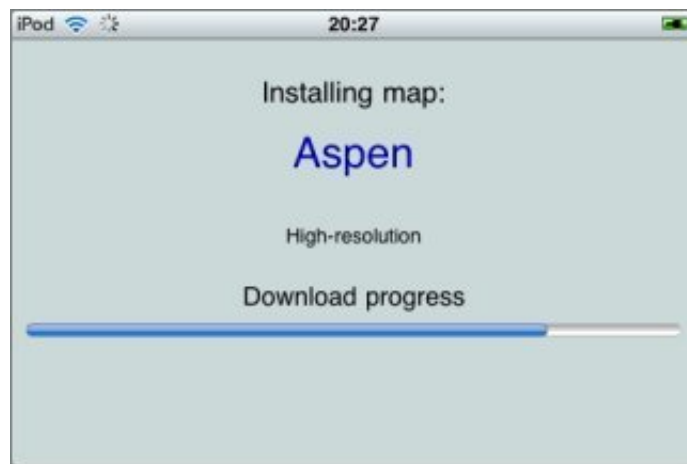 iPod 20:27
Installing map:
Aspen
High-resolution
Download progress